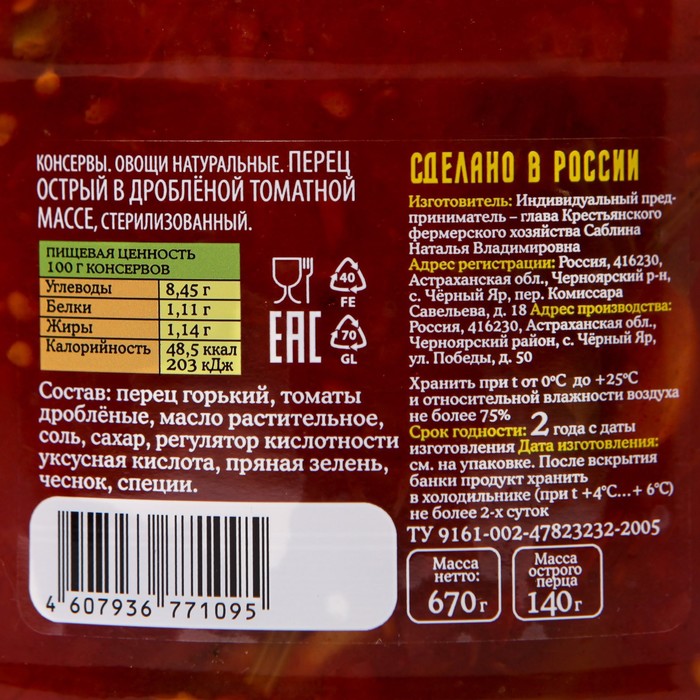 КОНСЕРВЫ. ОВОЩИ НАТУРАЛЬНЫЕ. ПЕРЕЦ
ОСТРЫЙ В ДРОБЛЁНОЙ ТОМАТНОЙ
МАССЕ, СТЕРИЛИЗОВАННЫЙ.
ПИЩЕВАЯ ЦЕННОСТЬ
100 Г КОНСЕРВОВ
Углеводы 8,45 г
Белки 1,11 г
Жиры 1,14 г
Калорийность 48,5 ккал
203 кДж
40
FE
EAC
70
GL
Состав: перец горький, томаты
дроблёные, масло растительное,
соль, сахар, регулятор кислотности
уксусная кислота, пряная зелень,
чеснок, специи.
4 607936 771095
СДЕЛАНО В РОССИИ
Изготовитель: Индивидуальный пред-
приниматель – глава Крестьянского
фермерского хозяйства Саблина
Наталья Владимировна
Адрес регистрации: Россия, 416230,
Астраханская обл., Черноярский р-н,
с. Чёрный Яр, пер. Комиссара
Савельева, д. 18 Адрес производства:
Россия, 416230, Астраханская обл.,
Черноярский район, с. Чёрный Яр,
ул. Победы, д. 50
Хранить при t от 0°С до +25°С
и относительной влажности воздуха
не более 75%
Срок годности: 2 года с даты
изготовления Дата изготовления:
см. на упаковке. После вскрытия
банки продукт хранить
в холодильнике (при t +4°С...+ 6°С)
не более 2-х суток
ТУ 9161-002-47823232-2005
Масса
нетто:
670 г
Масса
острого
перца
140 г